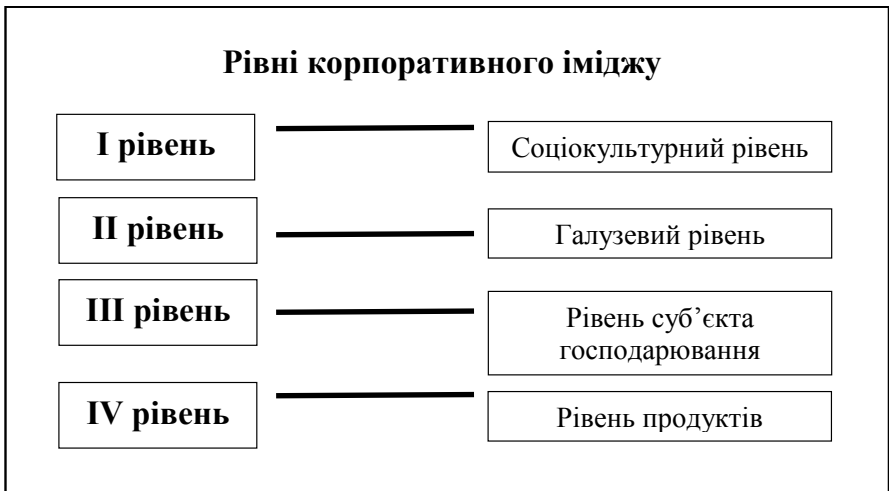 Рівні корпоративного іміджу
І рівень
Соціокультурний рівень
ІІ рівень
Галузевий рівень
ІІІ рівень
Рівень суб’єкта
господарювання
ІV рівень
Рівень продуктів